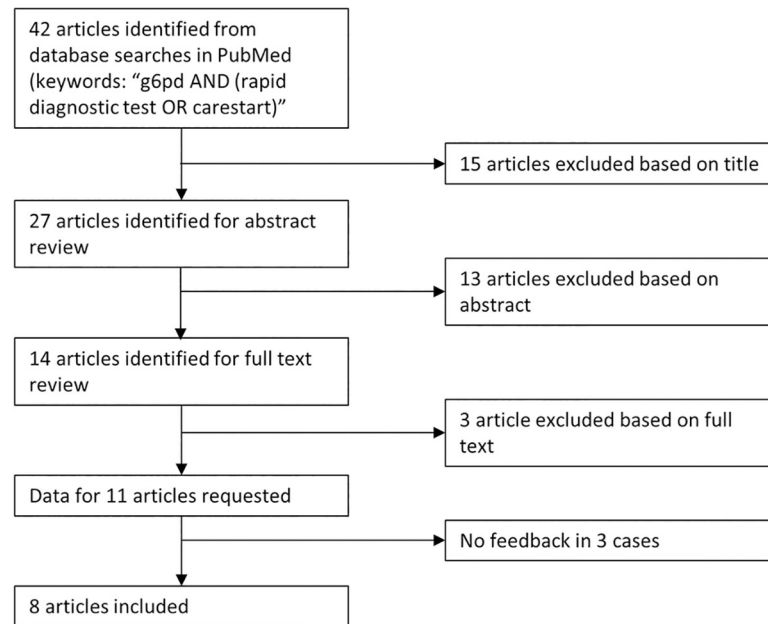 42 articles identified from
database searches in PubMed
(keywords: “g6pd AND (rapid
diagnostic test OR carestart)”
15 articles excluded based on title
27 articles identified for abstract
review
13 articles excluded based on
abstract
14 articles identified for full text
review
3 article excluded based on full
text
Data for 11 articles requested
No feedback in 3 cases
8 articles included